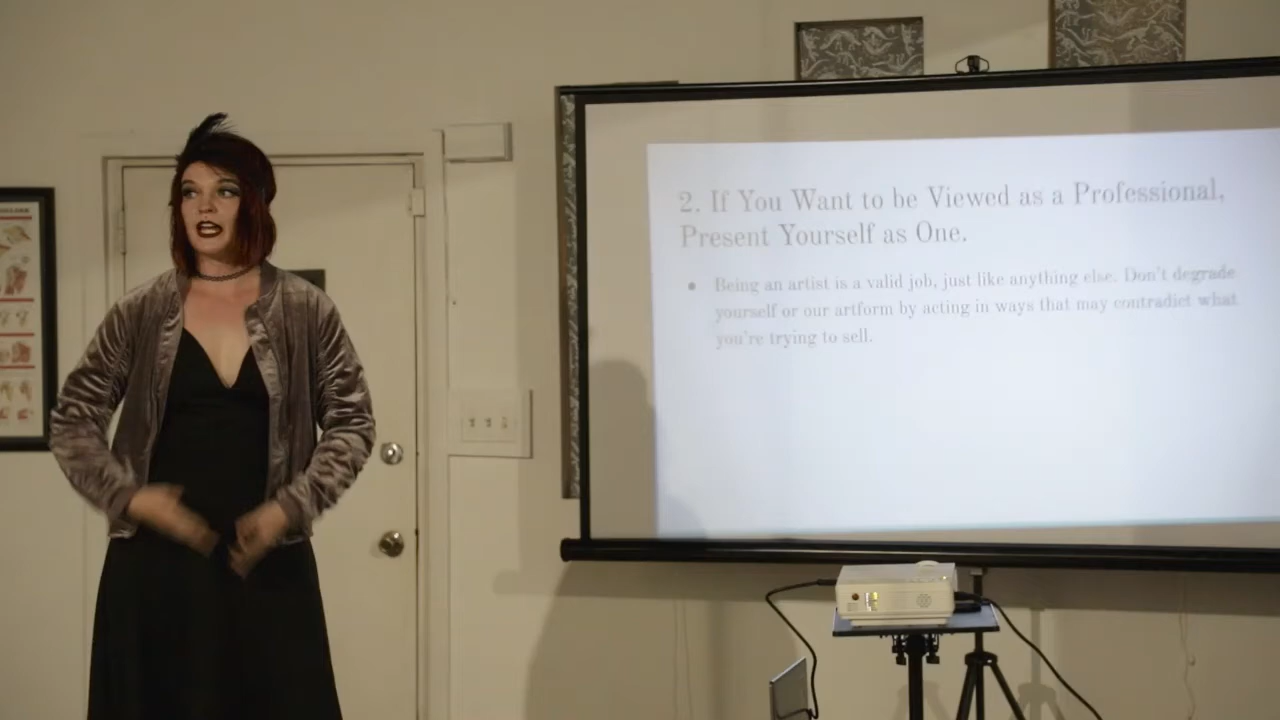 2. If You Want to be Viewed as a Professional,
Present Yourself as One.
• Being an artist is a valid job, just like anything else. Don't degrade
yourself or our artform by acting in ways that may contradict what
you're trying to sell.